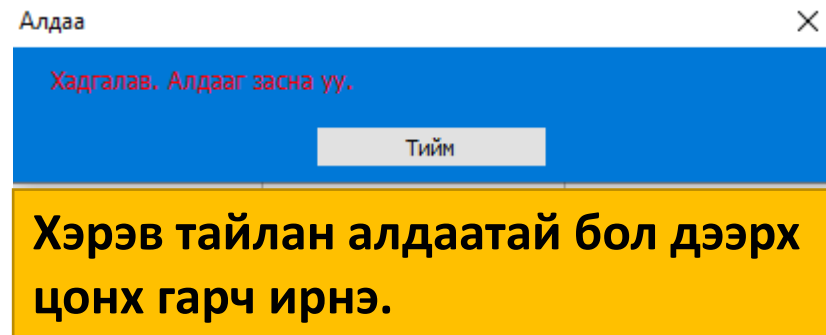 Алдаа
Хадгалав. Алдааг засна уу.
Тийм
Хэрэв тайлан алдаатай бол дээрх
цонх гарч ирнэ.